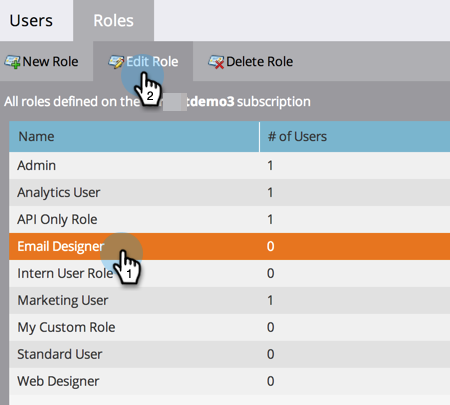 Users Roles
New Role Edit Role Delete Role
2
All roles defined on the :demo3 subscription
Name # of Users
Admin 1
Analytics User 1
API Only Role 1
Email Designer 0
1
Intern User Role 0
Marketing User 1
My Custom Role 0
Standard User 0
Web Designer 0